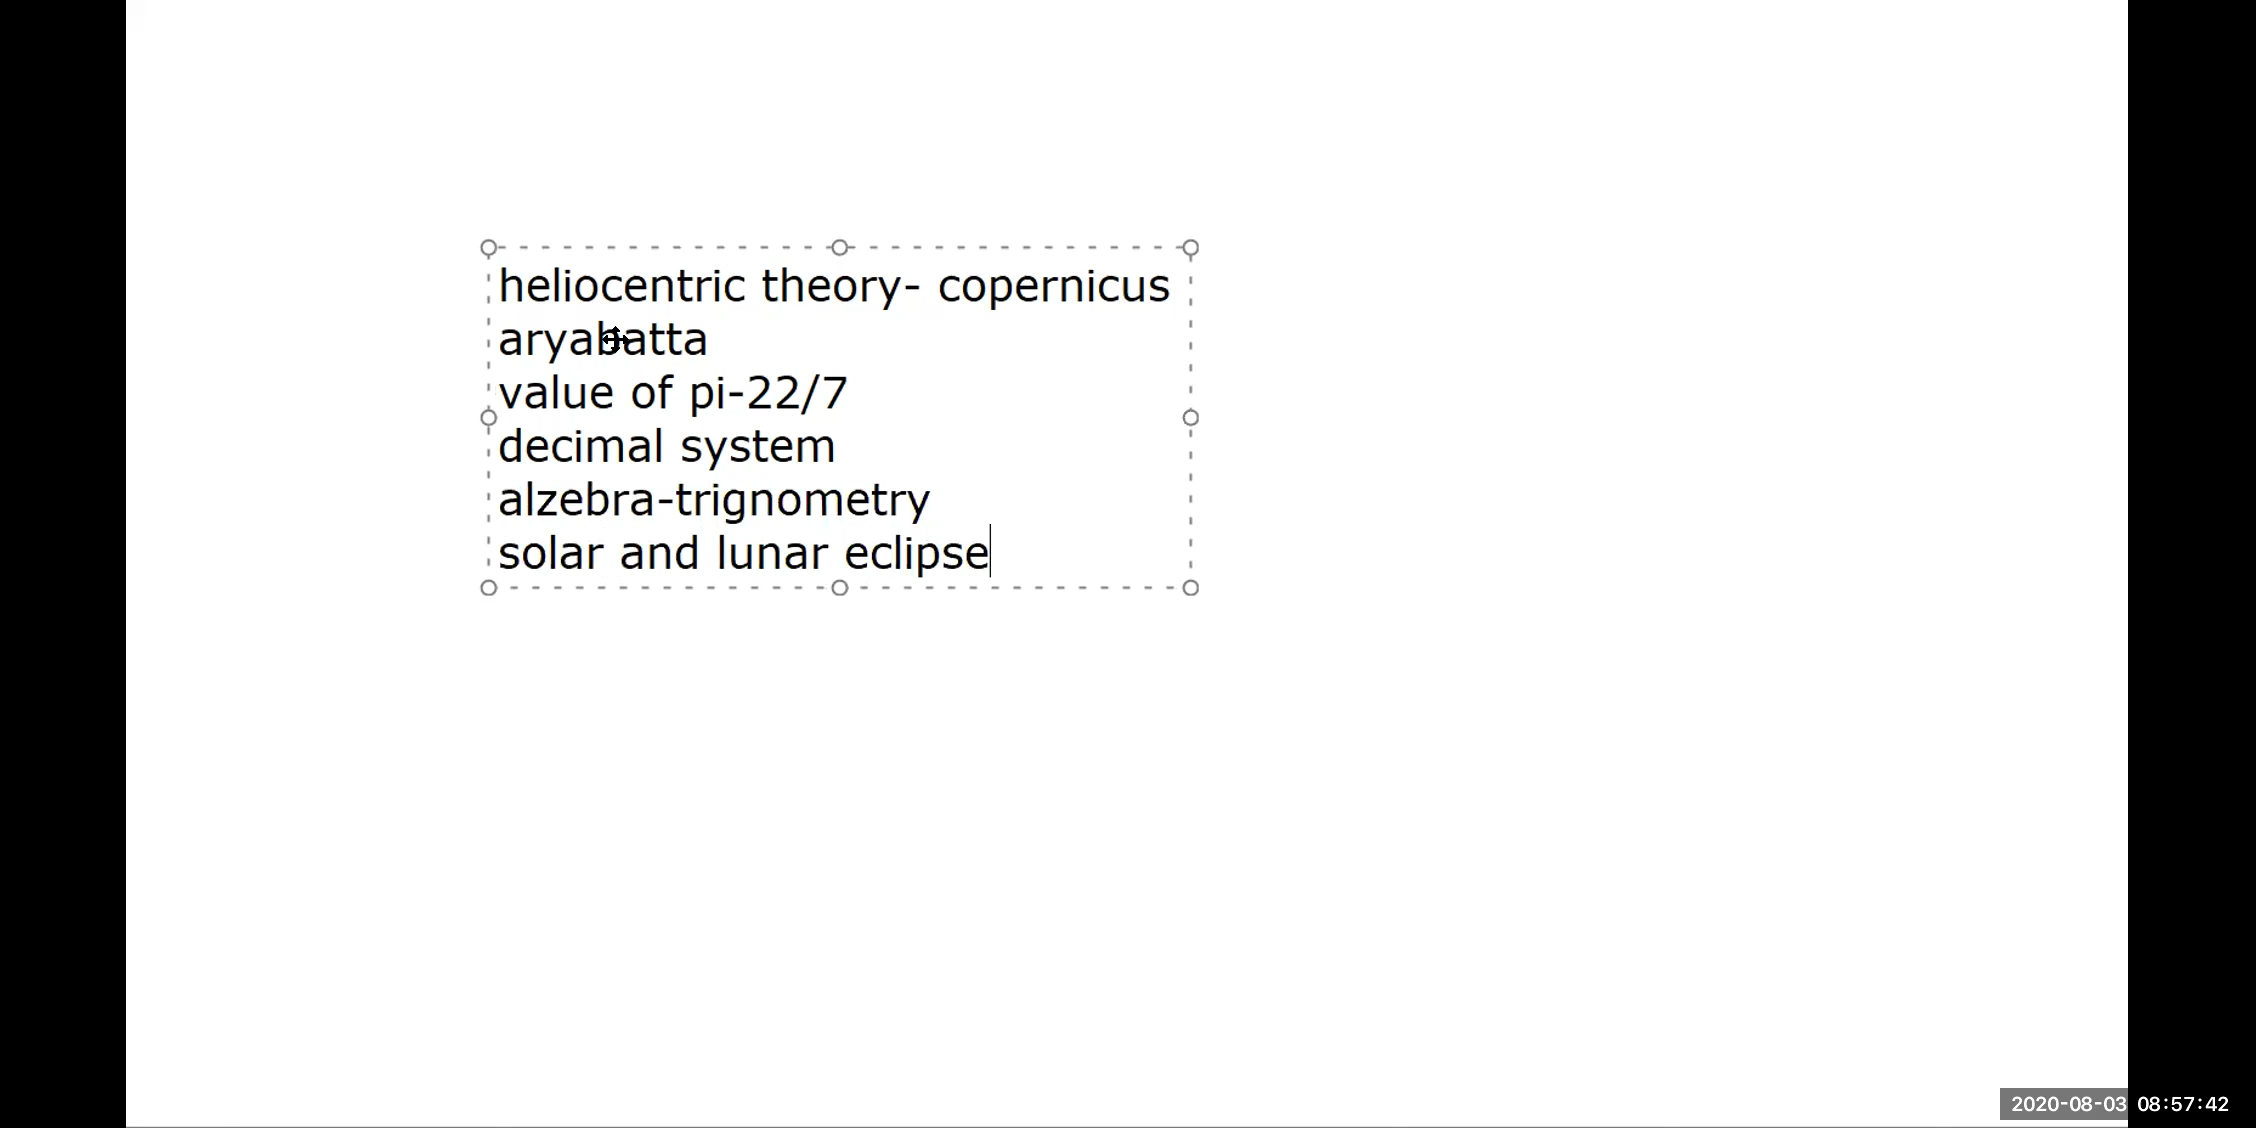 heliocentric theory- copernicus
aryabatta
value of pi-22/7
decimal system
alzebra-trignometry
solar and lunar eclipse
2020-08-03 08:57:42